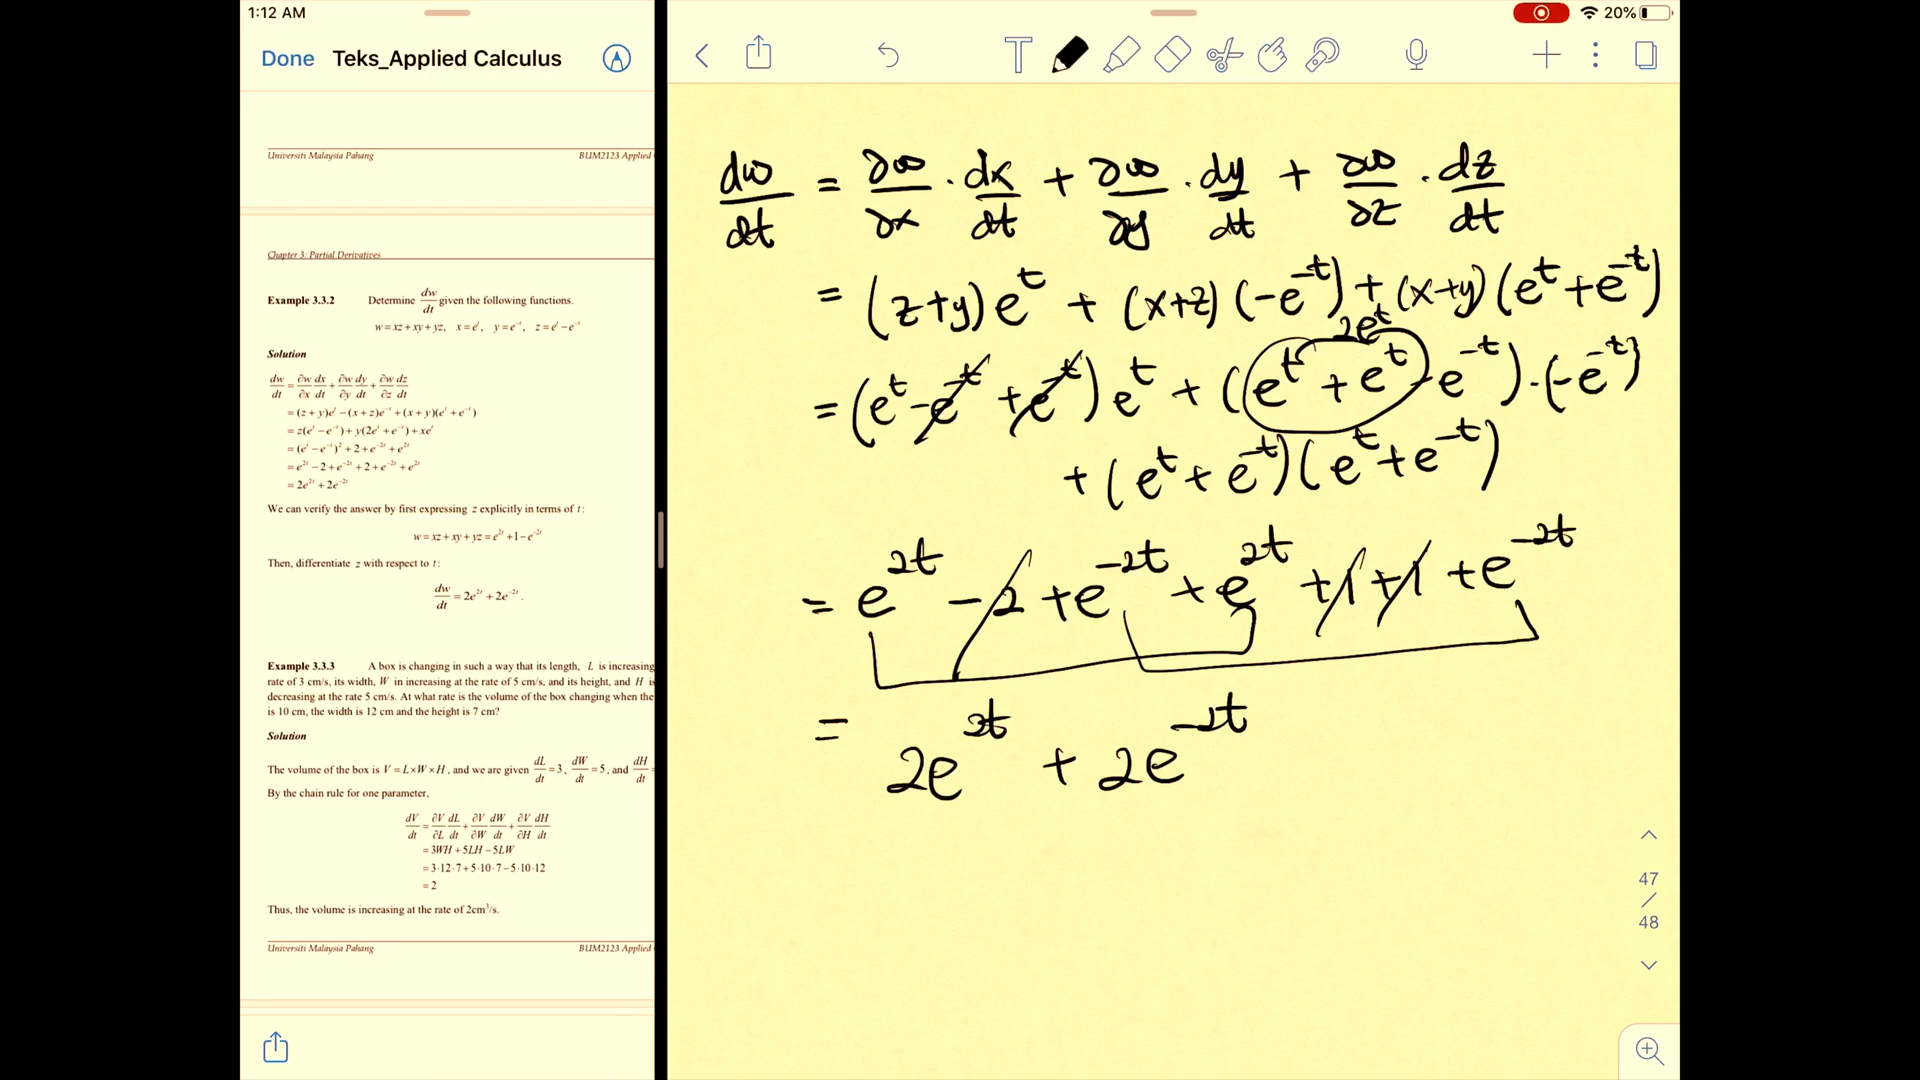 1:12 AM
20%
Done Teks_Applied Calculus
Universiti Malaysia Pahang BUM2123 Applied
Chapter 3: Partial Derivatives
Example 3.3.2 Determine dw/dt given the following functions.
w = xz + xy + yz, x = e^t, y = e^-t, z = e^t − e^-t
Solution
dw/dt = ∂w/∂x dx/dt + ∂w/∂y dy/dt + ∂w/∂z dz/dt
= (z + y)e^t − (x + z)e^-t + (x + y)(e^t + e^-t)
= z(e^t − e^-t) + y(2e^t + e^-t) + xe^t
= (e^t − e^-t)^2 + 2 + e^-2t + e^2t
= e^2t − 2 + e^-2t + 2 + e^-2t + e^2t
= 2e^2t + 2e^-2t
We can verify the answer by first expressing z explicitly in terms of t:
w = xz + xy + yz = e^2t + 1 − e^-2t
Then, differentiate z with respect to t:
dw/dt = 2e^2t + 2e^-2t.
Example 3.3.3 A box is changing in such a way that its length, L is increasing
rate of 3 cm/s, its width, W in increasing at the rate of 5 cm/s, and its height, and H is
decreasing at the rate 5 cm/s. At what rate is the volume of the box changing when the
is 10 cm, the width is 12 cm and the height is 7 cm?
Solution
The volume of the box is V = L×W×H, and we are given dL/dt = 3, dW/dt = 5, and dH/dt =
By the chain rule for one parameter,
dV/dt = ∂V/∂L dL/dt + ∂V/∂W dW/dt + ∂V/∂H dH/dt
= 3WH + 5LH − 5LW
= 3·12·7 + 5·10·7 − 5·10·12
= 2
Thus, the volume is increasing at the rate of 2cm³/s.
Universiti Malaysia Pahang BUM2123 Applied
dw/dt = ∂w/∂x · dx/dt + ∂w/∂y · dy/dt + ∂w/∂z · dz/dt
= (z+y)e^t + (x+z)(-e^-t) + (x+y)(e^t + e^-t)
2e^t
= (e^t - e^-t + e^-t) e^t + (e^t + e^t - e^-t) · (-e^-t)
+ (e^t + e^-t)(e^t + e^-t)
= e^2t - 2 + e^-2t + e^2t + 1 + 1 + e^-2t
= 2e^2t + 2e^-2t
47
/
48